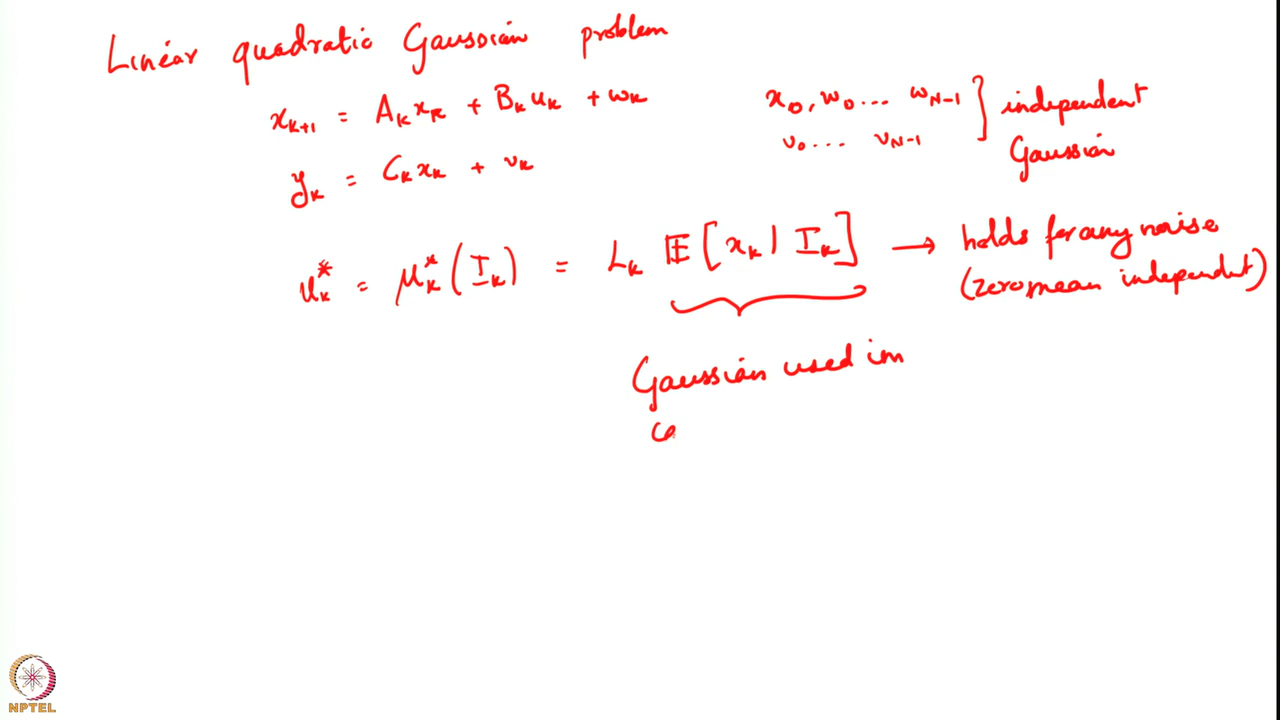 Linear quadratic Gaussian problem
x_{k+1} = A_k x_k + B_k u_k + w_k
x_0, w_0 ... w_{N-1}
v_0 ... v_{N-1}
} independent
Gaussian
y_k = C_k x_k + v_k
u_k^* = μ_k^* (I_k) = L_k 𝔼[x_k | I_k] → holds for any noise
(zero mean independent)
Gaussian used in
co
NPTEL